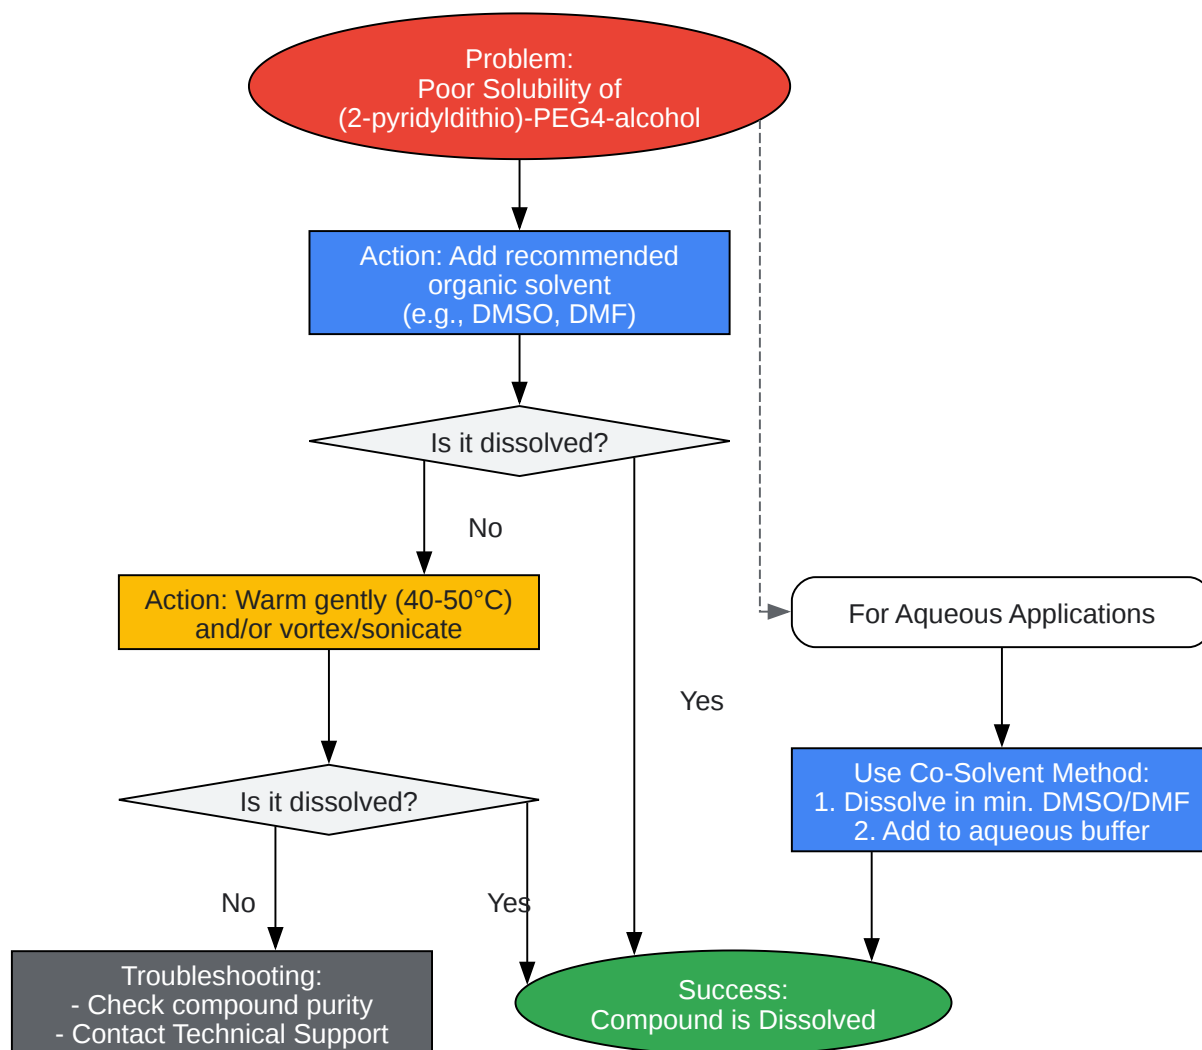 Problem:
Poor Solubility of
(2-pyridyldithio)-PEG4-alcohol
Action: Add recommended
organic solvent
(e.g., DMSO, DMF)
Is it dissolved?
No
Action: Warm gently (40-50°C)
and/or vortex/sonicate
For Aqueous Applications
Yes
Use Co-Solvent Method:
1. Dissolve in min. DMSO/DMF
2. Add to aqueous buffer
Is it dissolved?
No
Yes
Troubleshooting:
- Check compound purity
- Contact Technical Support
Success:
Compound is Dissolved